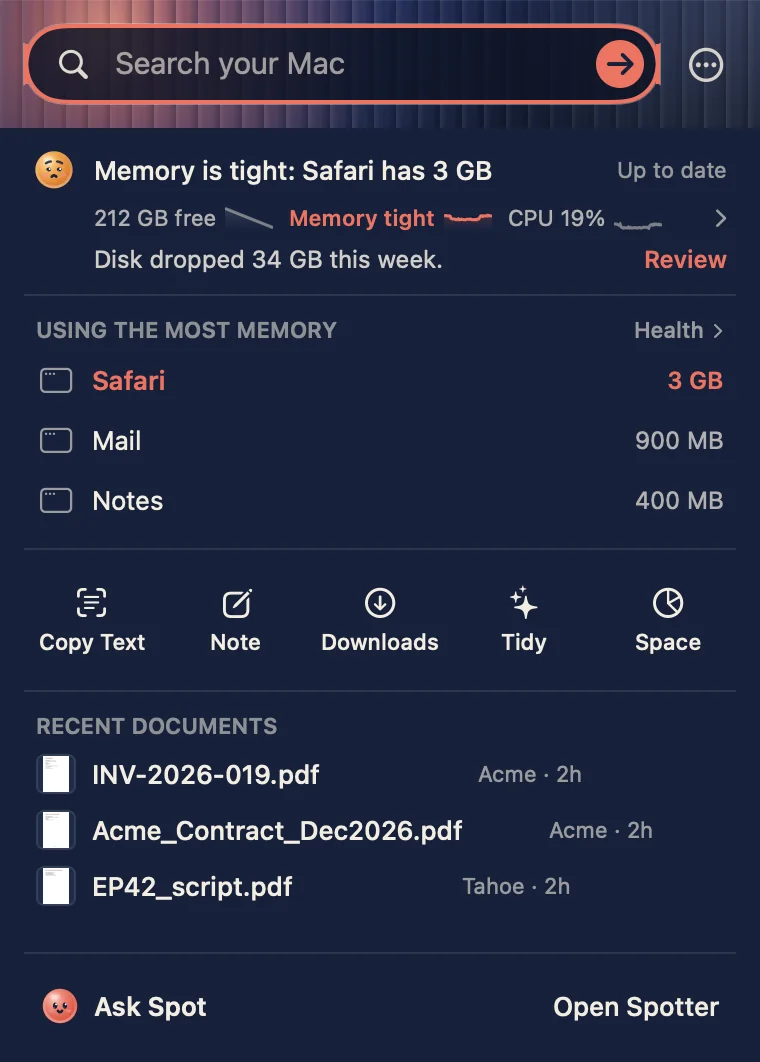 Search your Mac
Memory is tight: Safari has 3 GB Up to date
212 GB free Memory tight CPU 19%
Disk dropped 34 GB this week. Review
USING THE MOST MEMORY Health
Safari 3 GB
Mail 900 MB
Notes 400 MB
Copy Text Note Downloads Tidy Space
RECENT DOCUMENTS
INV-2026-019.pdf Acme · 2h
Acme_Contract_Dec2026.pdf Acme · 2h
EP42_script.pdf Tahoe · 2h
Ask Spot Open Spotter